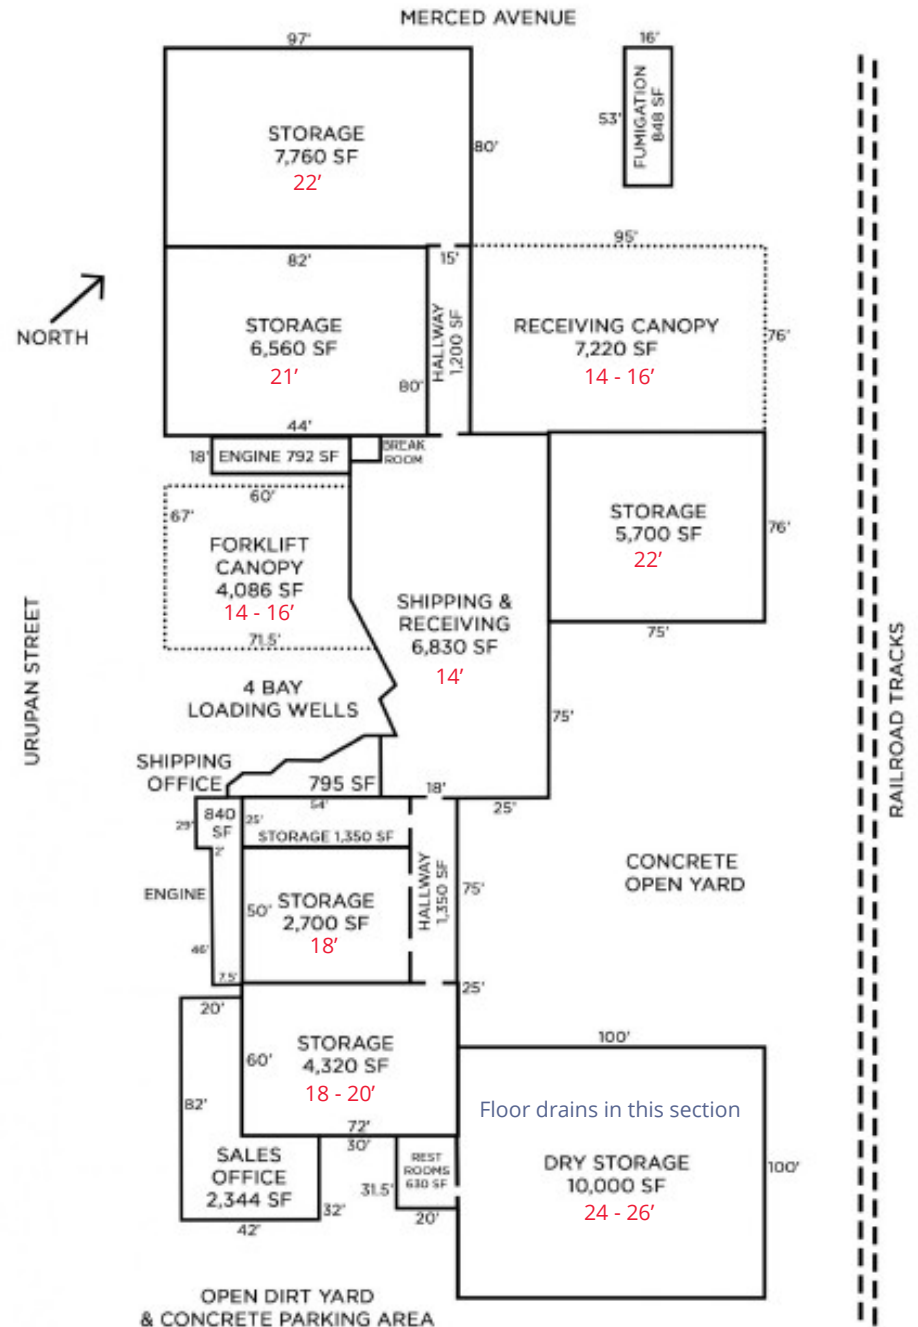 MERCED AVENUE
97'
16'
STORAGE
7,760 SF
22'
80'
53'
FUMIGATION
848 SF
95'
82'
15'
NORTH
STORAGE
6,560 SF
21'
80'
44'
HALLWAY
1,200 SF
RECEIVING CANOPY
7,220 SF
14 - 16'
76'
18'
ENGINE 792 SF
BREAK
ROOM
60'
67'
FORKLIFT
CANOPY
4,086 SF
14 - 16'
71.5'
STORAGE
5,700 SF
22'
76'
75'
SHIPPING &
RECEIVING
6,830 SF
14'
75'
URUPAN STREET
RAILROAD TRACKS
4 BAY
LOADING WELLS
SHIPPING
OFFICE
795 SF
18'
25'
54'
29'
840
SF
25'
STORAGE 1,350 SF
2'
ENGINE
46'
7.5'
50'
STORAGE
2,700 SF
18'
HALLWAY
1,350 SF
75'
CONCRETE
OPEN YARD
25'
20'
60'
STORAGE
4,320 SF
18 - 20'
72'
100'
82'
SALES
OFFICE
2,344 SF
42'
30'
32'
31.5'
REST
ROOMS
630 SF
20'
Floor drains in this section
DRY STORAGE
10,000 SF
24 - 26'
100'
OPEN DIRT YARD
& CONCRETE PARKING AREA